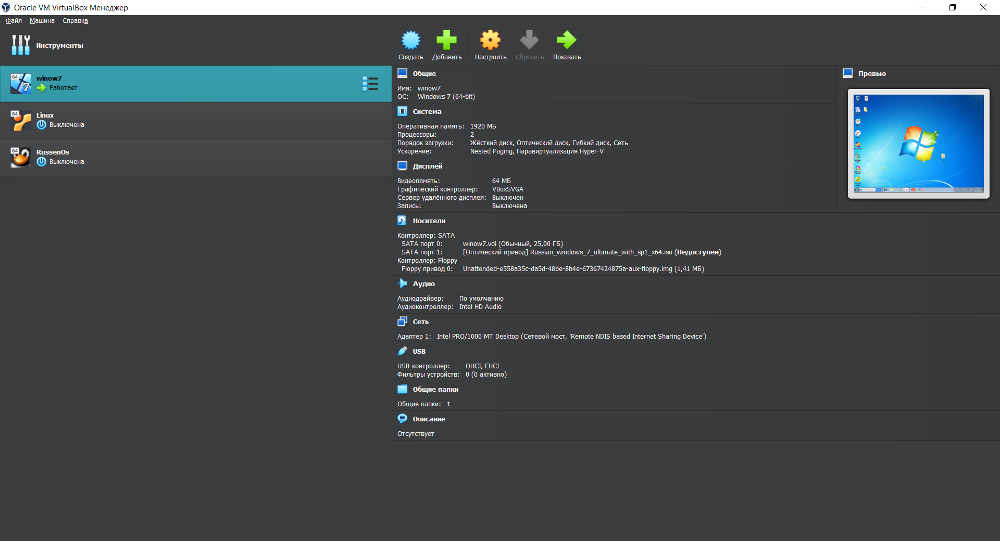 Oracle VM VirtualBox Менеджер
Файл Машина Справка
Инструменты
64
winow7
Работает
64
Linux
Выключена
64
RussenOs
Выключена
Создать Добавить Настроить Сбросить Показать
Общие
Имя: winow7
ОС: Windows 7 (64-bit)
Система
Оперативная память: 1920 МБ
Процессоры: 2
Порядок загрузки: Жёсткий диск, Оптический диск, Гибкий диск, Сеть
Ускорение: Nested Paging, Паравиртуализация Hyper-V
Дисплей
Видеопамять: 64 МБ
Графический контроллер: VBoxSVGA
Сервер удалённого дисплея: Выключен
Запись: Выключена
Превью
Носители
Контроллер: SATA
SATA порт 0: winow7.vdi (Обычный, 25,00 ГБ)
SATA порт 1: [Оптический привод] Russian_windows_7_ultimate_with_sp1_x64.iso (Недоступен)
Контроллер: Floppy
Floppy привод 0: Unattended-e558a35c-da5d-48be-8b4e-67367424875a-aux-floppy.img (1,41 МБ)
Аудио
Аудиодрайвер: По умолчанию
Аудиоконтроллер: Intel HD Audio
Сеть
Адаптер 1: Intel PRO/1000 MT Desktop (Сетевой мост, 'Remote NDIS based Internet Sharing Device')
USB
USB-контроллер: OHCI, EHCI
Фильтры устройств: 0 (0 активно)
Общие папки
Общие папки: 1
Описание
Отсутствует